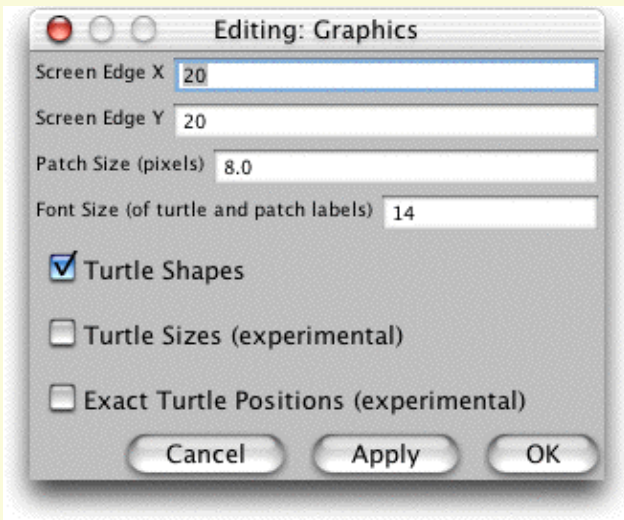 Editing: Graphics
Screen Edge X 20
Screen Edge Y 20
Patch Size (pixels) 8.0
Font Size (of turtle and patch labels) 14
Turtle Shapes
Turtle Sizes (experimental)
Exact Turtle Positions (experimental)
Cancel Apply OK